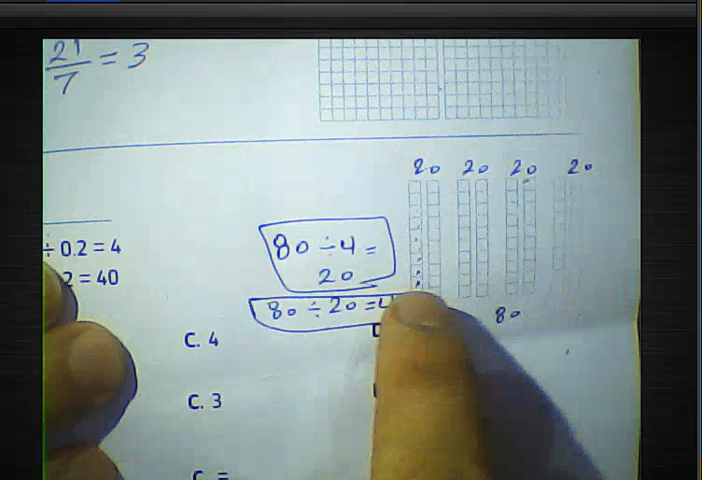 21/7 = 3
20 20 20 20
÷ 0.2 = 4
80 ÷ 4 =
20
2 = 40
80 ÷ 20 = 4
80
C. 4
C. 3